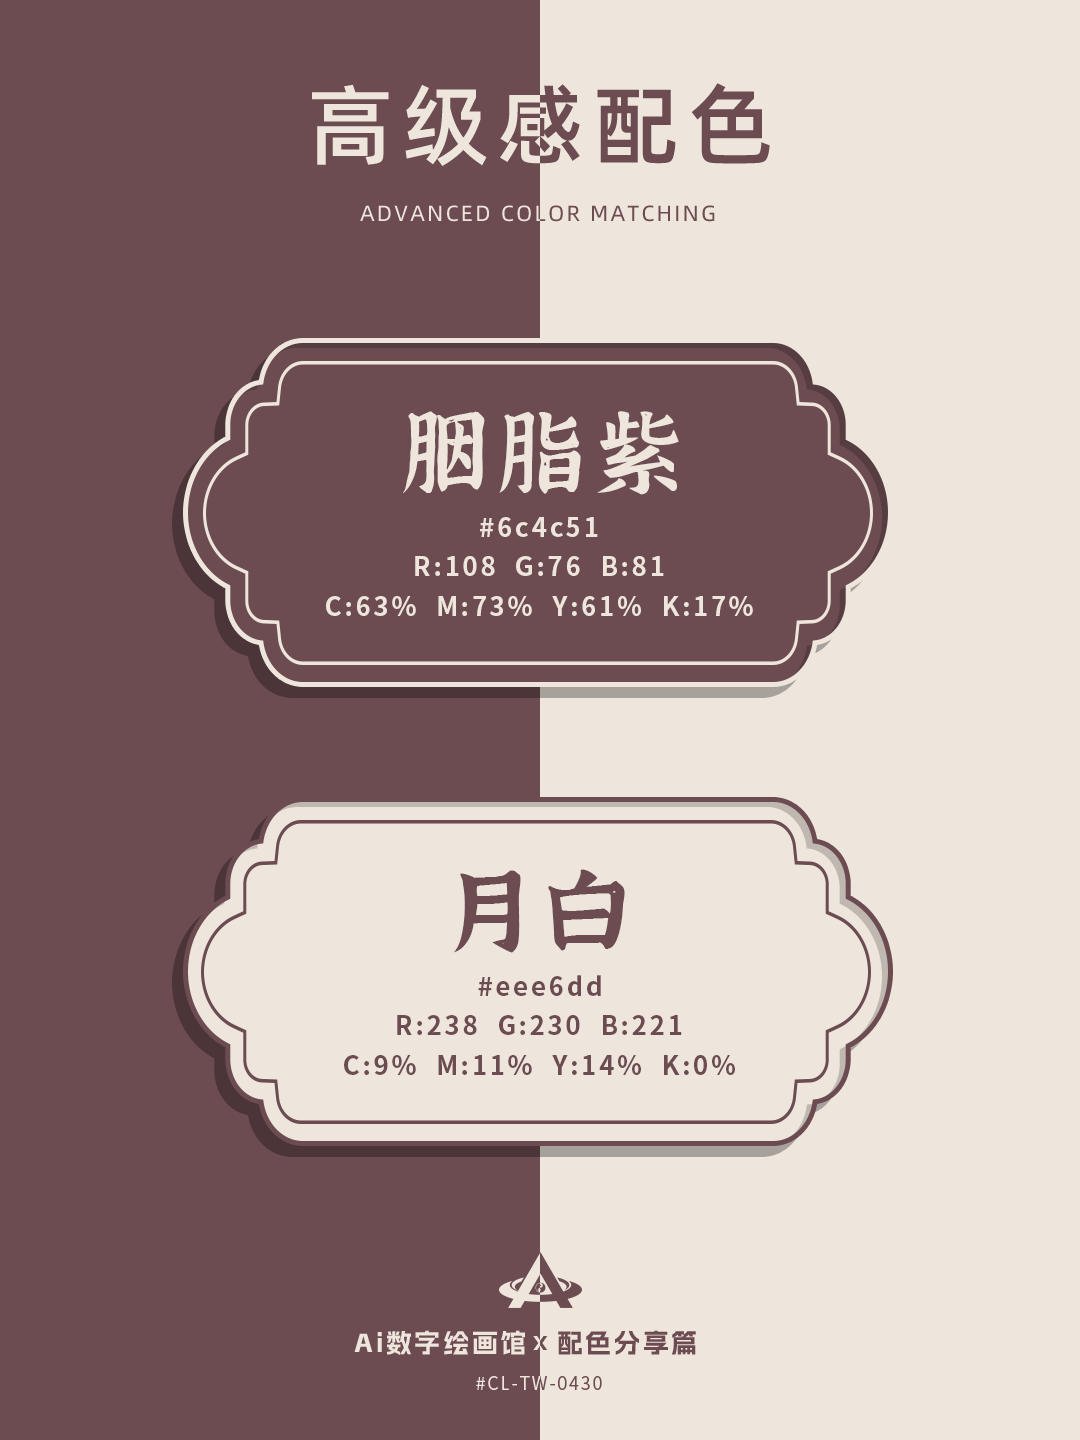 高级感配色
ADVANCED COLOR MATCHING
胭脂紫
#6c4c51
R:108 G:76 B:81
C:63% M:73% Y:61% K:17%
月白
#eee6dd
R:238 G:230 B:221
C:9% M:11% Y:14% K:0%
Ai数字绘画馆 x 配色分享篇
#CL-TW-0430